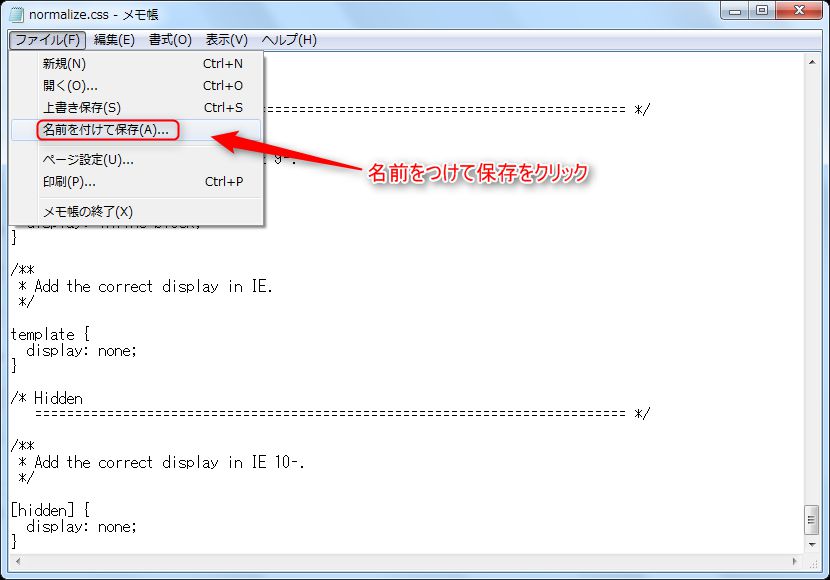 normalize.css - メモ帳
ファイル(F) 編集(E) 書式(O) 表示(V) ヘルプ(H)
新規(N) Ctrl+N
開く(O)... Ctrl+O
上書き保存(S) Ctrl+S
========================================== */
名前を付けて保存(A)...
ページ設定(U)...
名前をつけて保存をクリック
印刷(P)... Ctrl+P
メモ帳の終了(X)
}
/**
 * Add the correct display in IE.
 */
template {
  display: none;
}
/* Hidden
   ========================================================================== */
/**
 * Add the correct display in IE 10-.
 */
[hidden] {
  display: none;
}